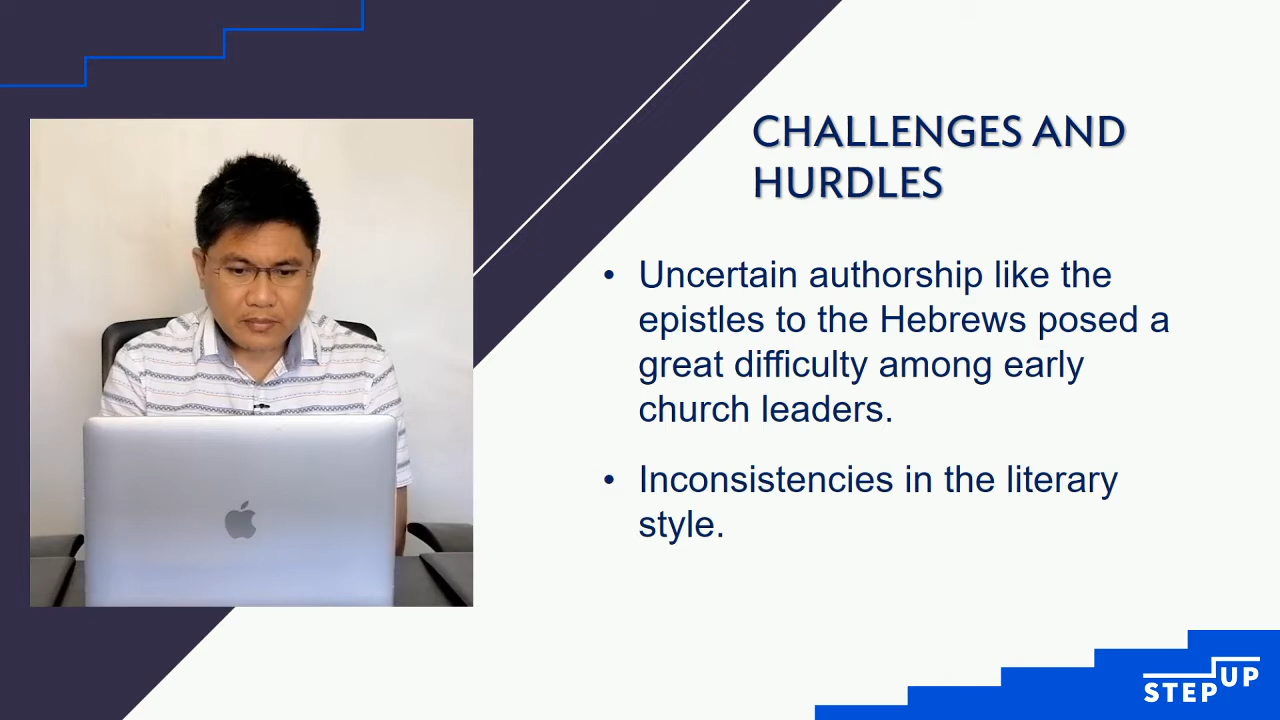 CHALLENGES AND
HURDLES
• Uncertain authorship like the
epistles to the Hebrews posed a
great difficulty among early
church leaders.
• Inconsistencies in the literary
style.
STEP UP